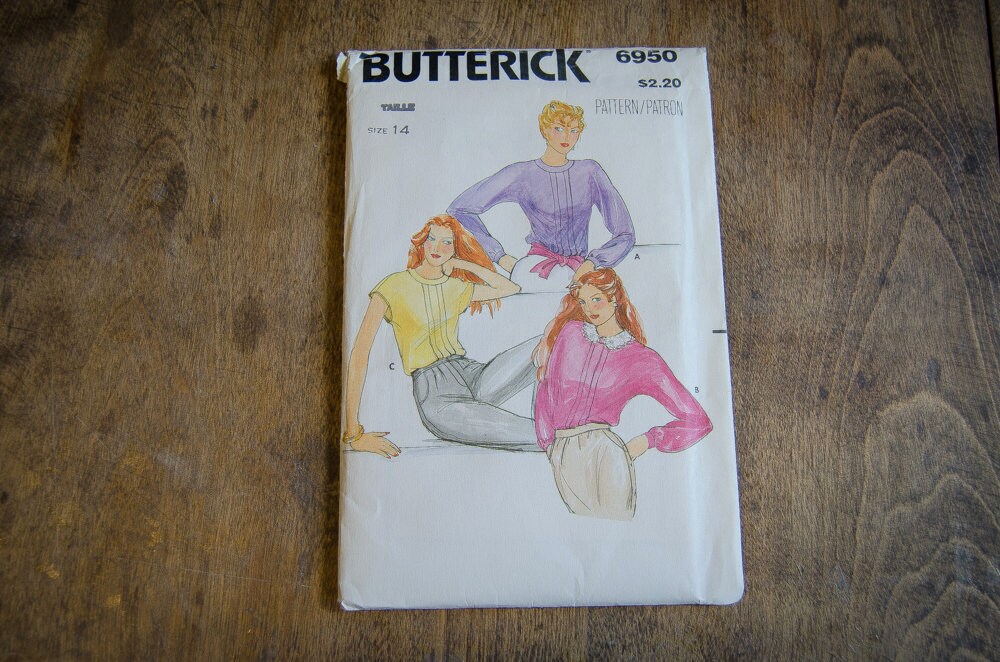 BUTTERICK 6950
$2.20
TAILLE PATTERN/PATRON
SIZE 14
A
C
B